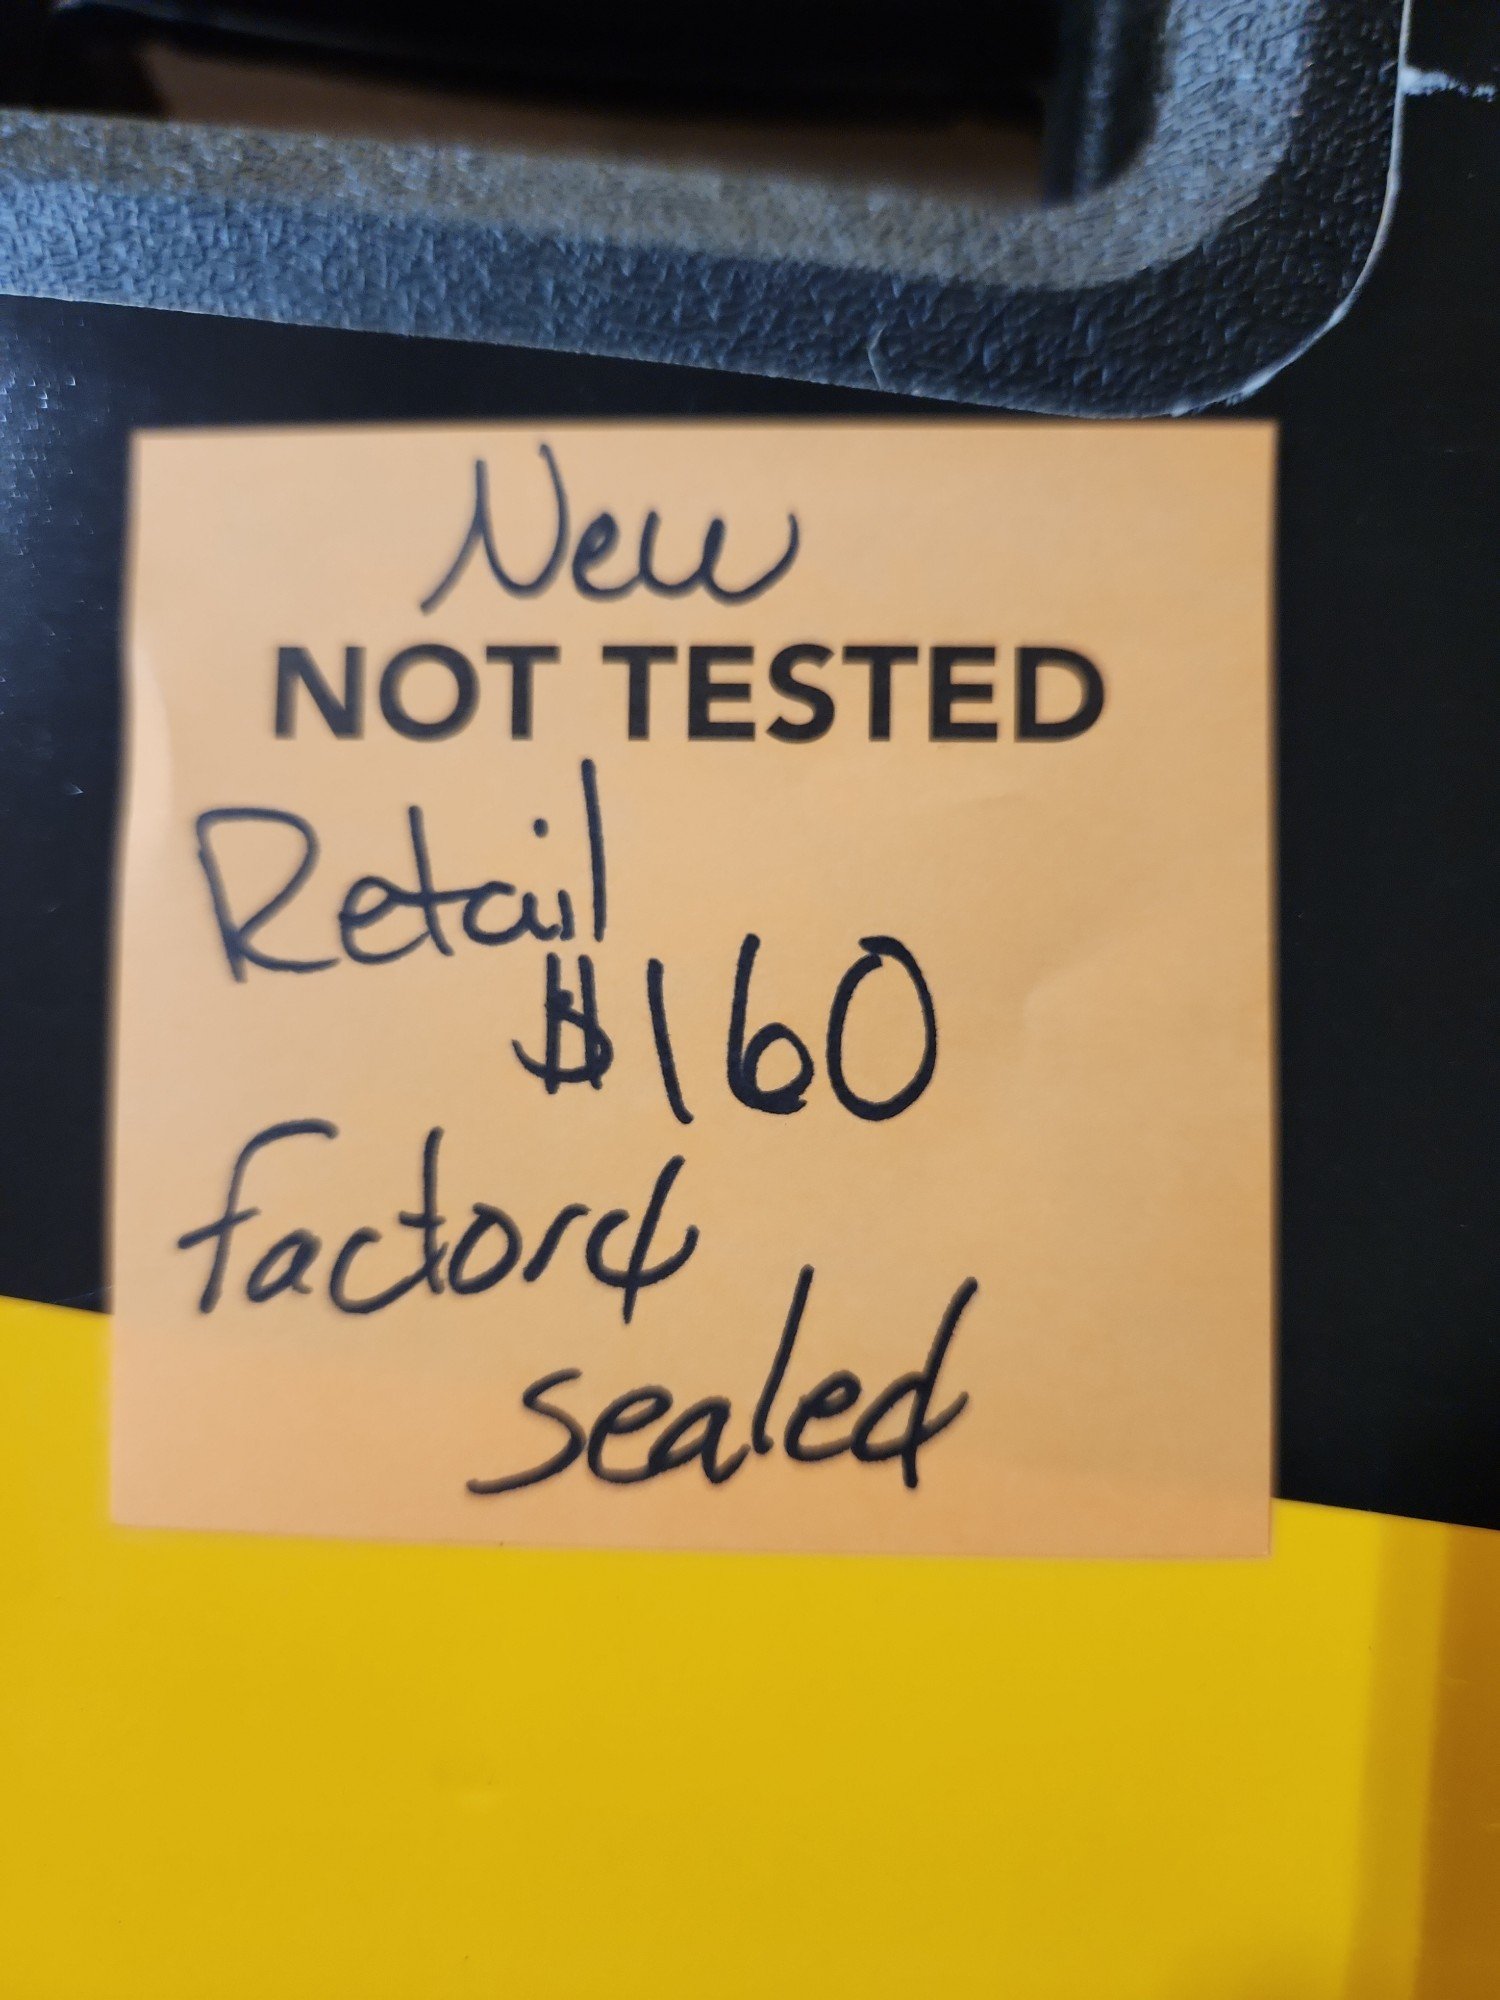 New
NOT TESTED
Retail
$160
factory
sealed